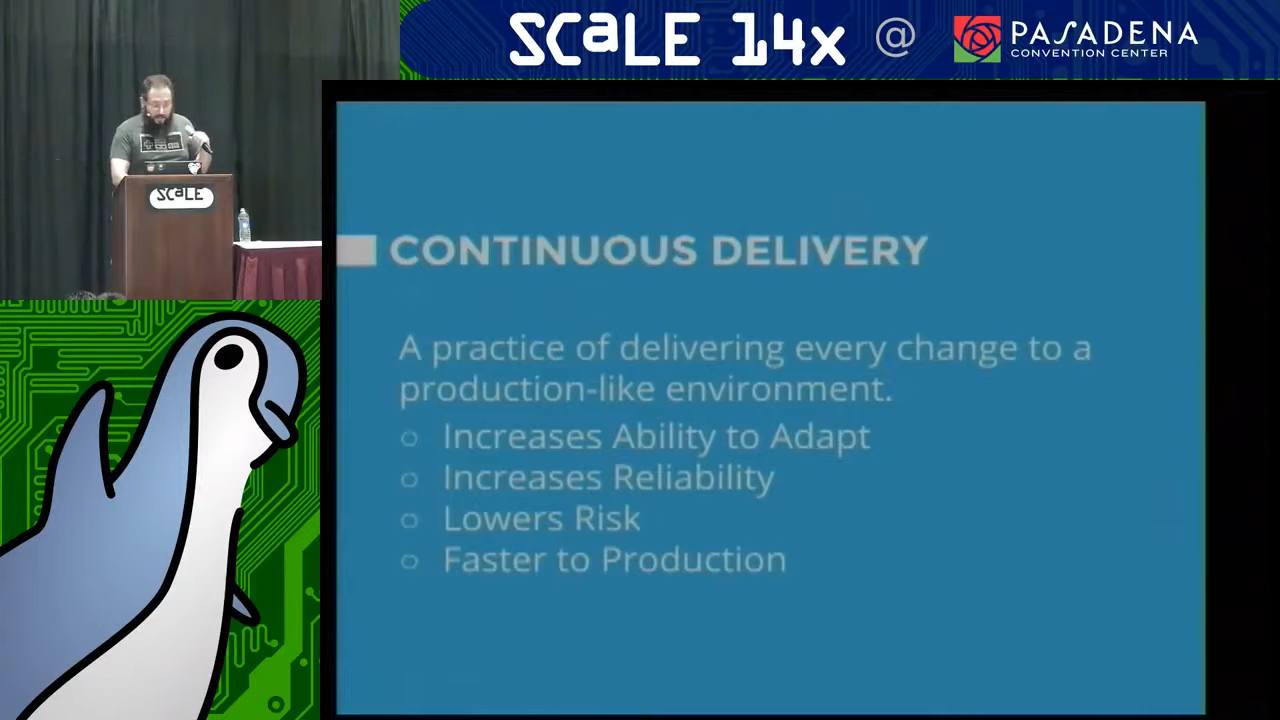 SCaLE 14x @ PASADENA
CONVENTION CENTER
SCaLE
CONTINUOUS DELIVERY
A practice of delivering every change to a
production-like environment.
Increases Ability to Adapt
Increases Reliability
Lowers Risk
Faster to Production